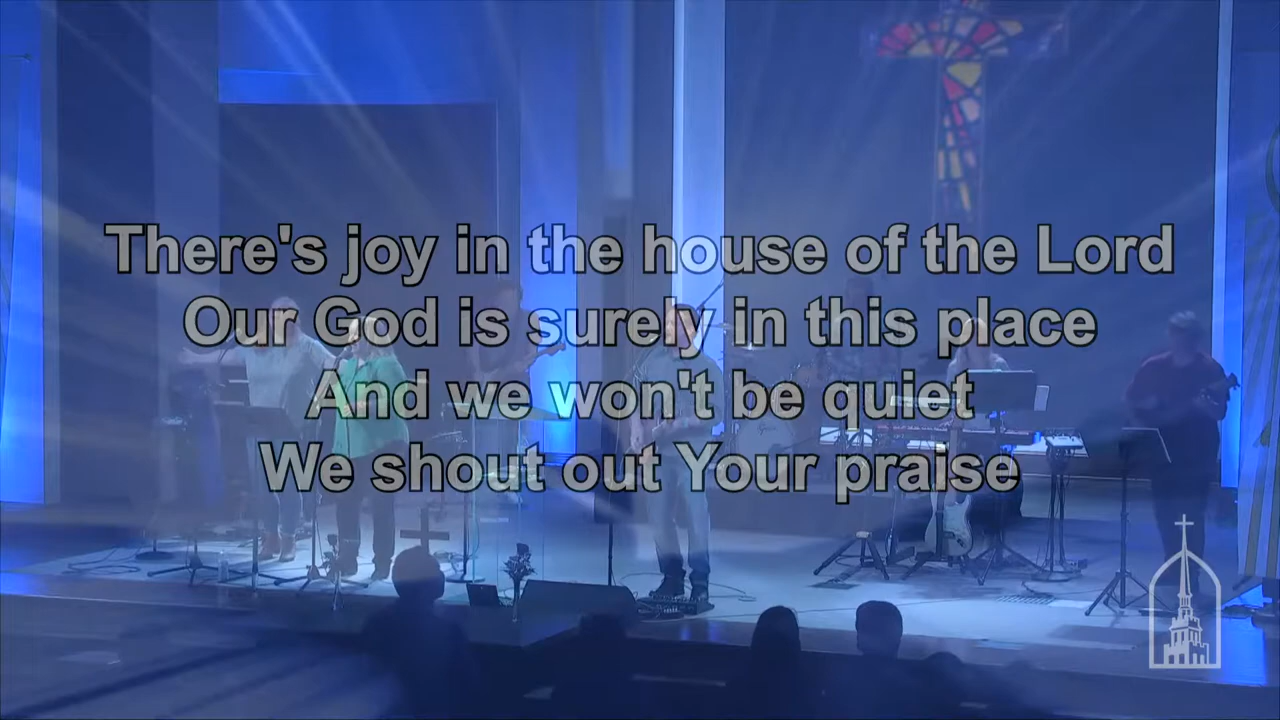 There's joy in the house of the Lord
Our God is surely in this place
And we won't be quiet
We shout out Your praise